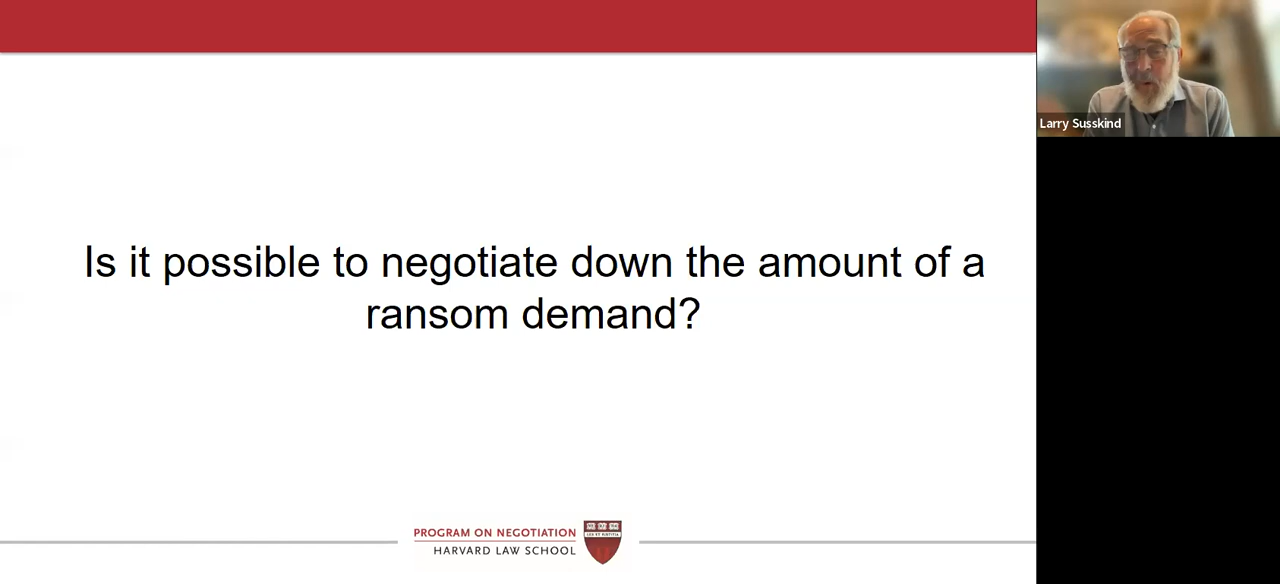 Is it possible to negotiate down the amount of a
ransom demand?
PROGRAM ON NEGOTIATION
HARVARD LAW SCHOOL
Larry Susskind